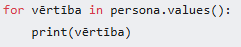 for vērtība in persona.values():
    print(vērtība)